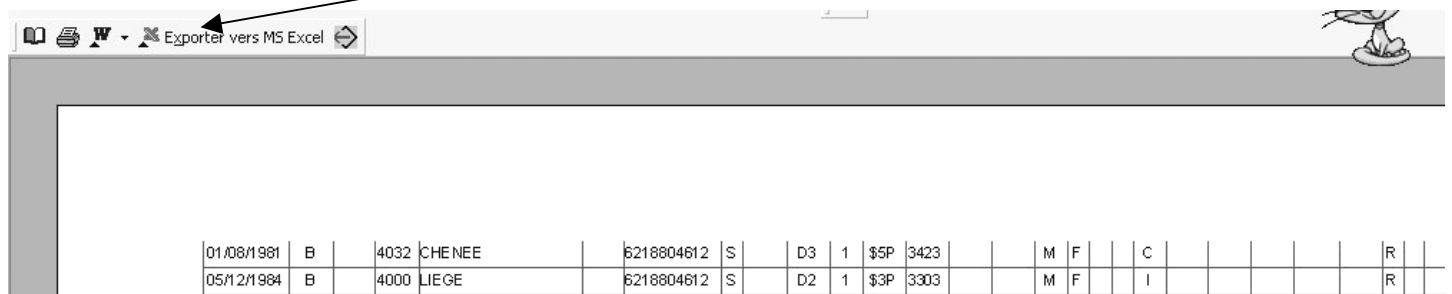 Exporter vers MS Excel
01/08/1981 B 4032 CHENEE 6218804612 S D3 1 $5P 3423 M F C R
05/12/1984 B 4000 LIEGE 6218804612 S D2 1 $3P 3303 M F I R